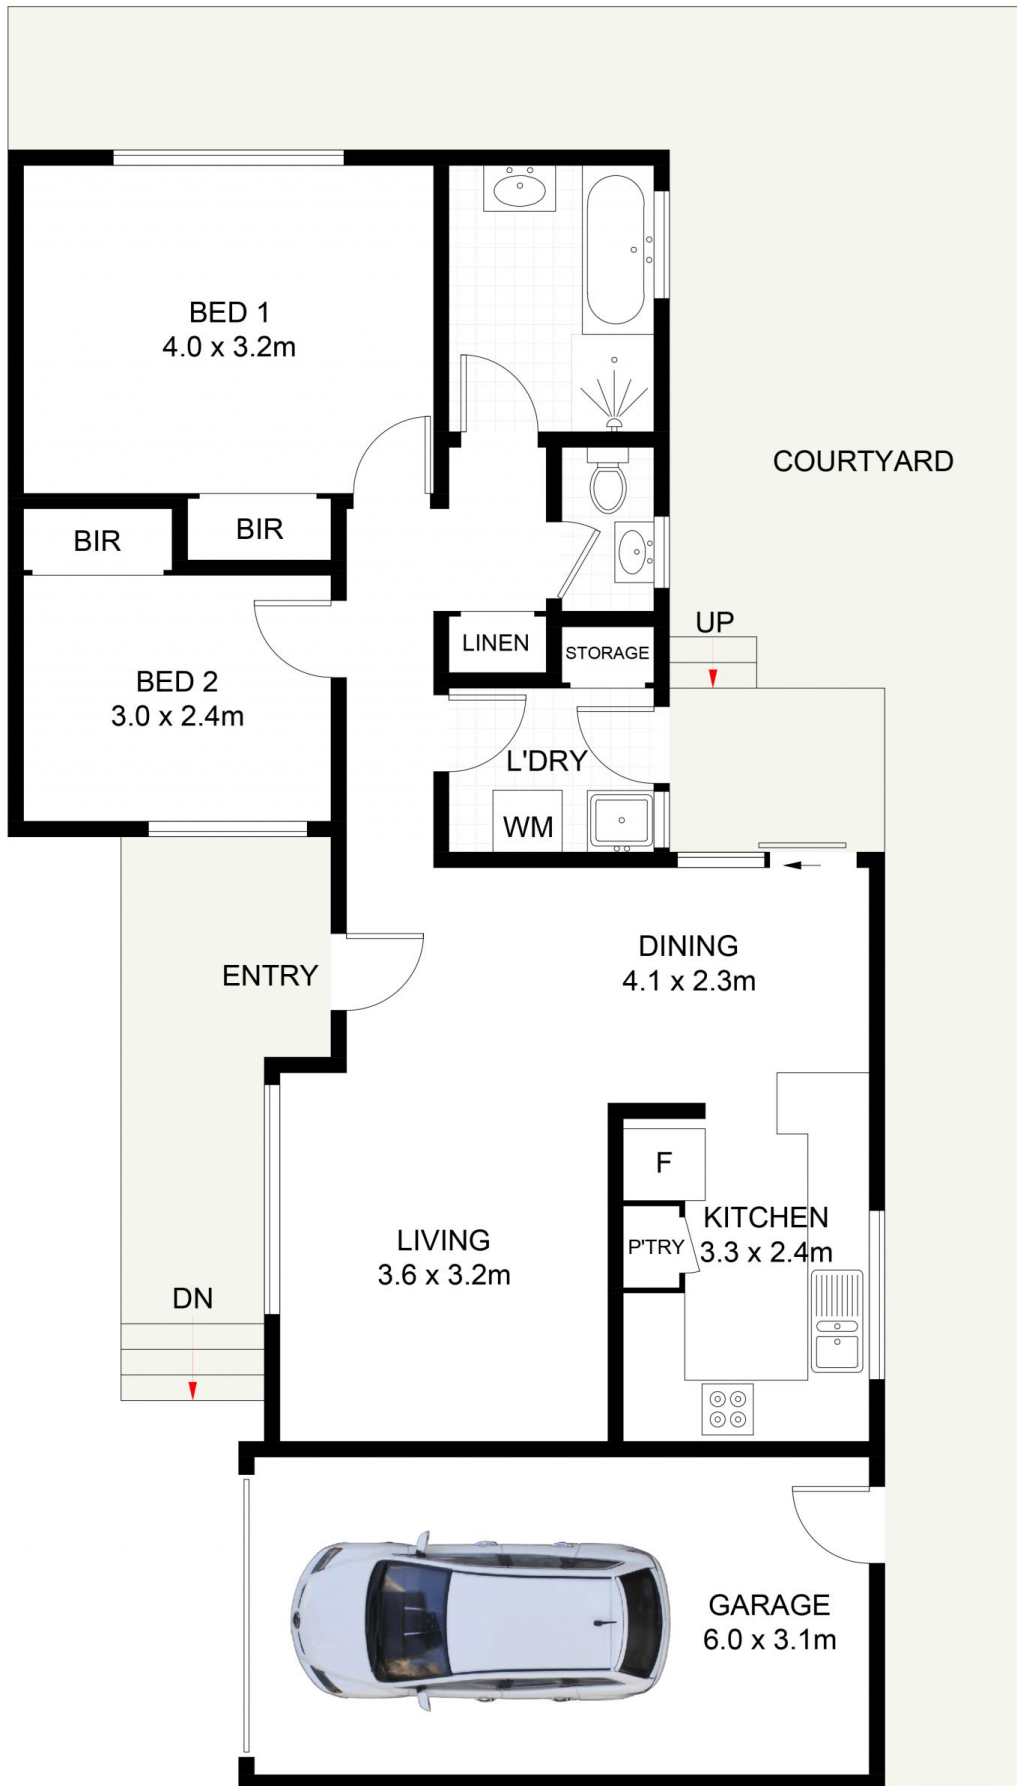 BED 1
4.0 x 3.2m
COURTYARD
BIR
BIR
LINEN
STORAGE
UP
BED 2
3.0 x 2.4m
L'DRY
WM
ENTRY
DINING
4.1 x 2.3m
F
P'TRY
KITCHEN
3.3 x 2.4m
LIVING
3.6 x 3.2m
DN
GARAGE
6.0 x 3.1m